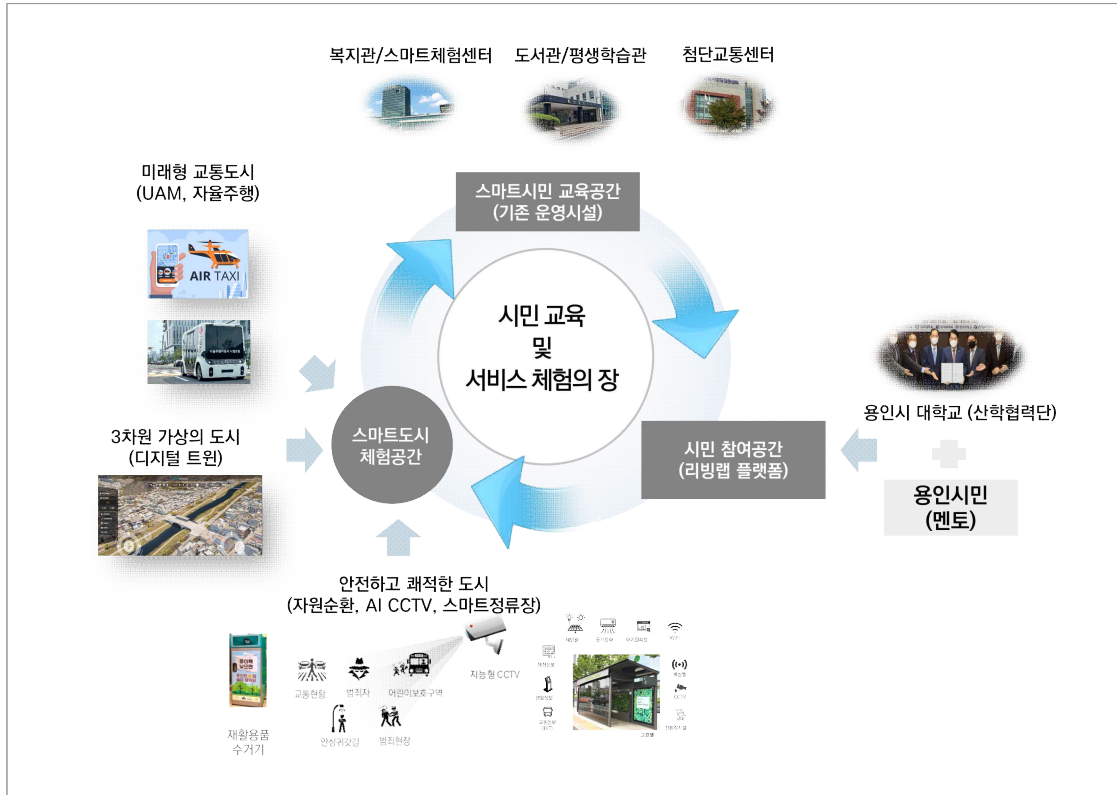 복지관/스마트체험센터
도서관/평생학습관
첨단교통센터
미래형 교통도시
(UAM, 자율주행)
AIR TAXI
스마트시민 교육공간
(기존 운영시설)
시민 교육
및
서비스 체험의 장
스마트도시
체험공간
시민 참여공간
(리빙랩 플랫폼)
용인시 대학교 (산학협력단)
용인시민
(멘토)
3차원 가상의 도시
(디지털 트윈)
안전하고 쾌적한 도시
(자원순환, AI CCTV, 스마트정류장)
재활용품
수거기
교통현황
범죄자
어린이보호구역
지능형 CCTV
안심귀갓길
범죄현장
CCTV